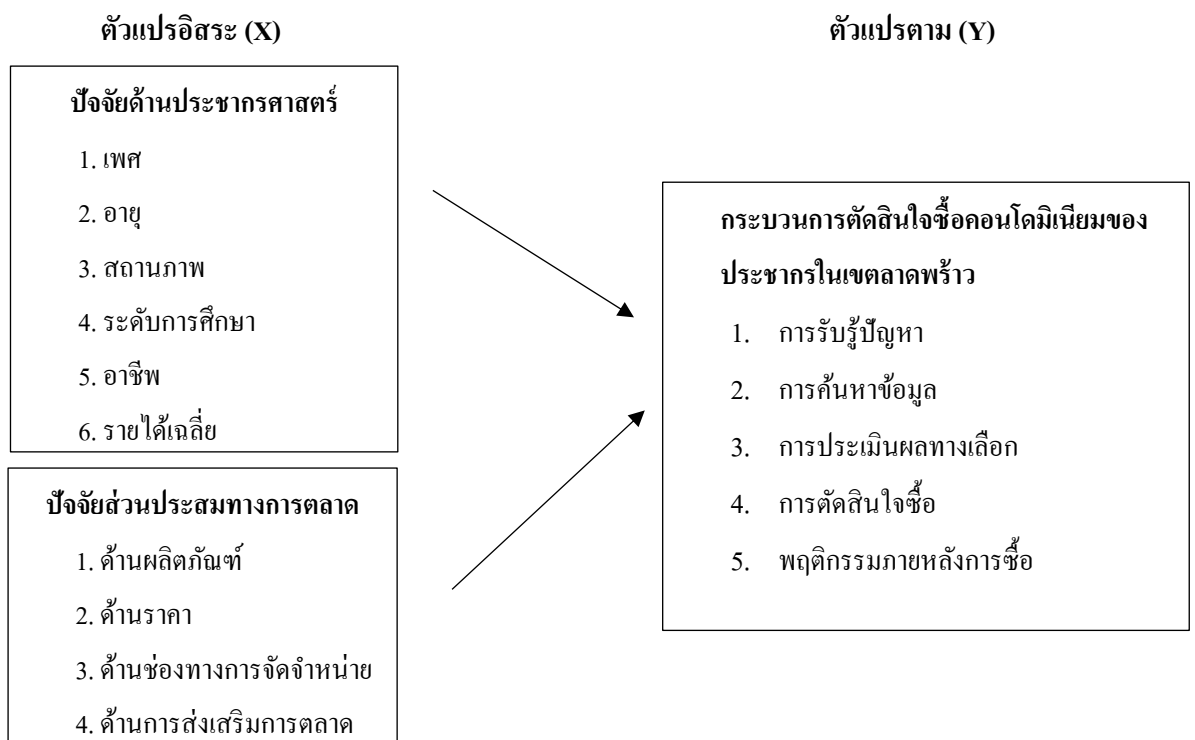 ตัวแปรอิสระ (X)
ตัวแปรตาม (Y)
ปัจจัยด้านประชากรศาสตร์
1. เพศ
2. อายุ
3. สถานภาพ
4. ระดับการศึกษา
5. อาชีพ
6. รายได้เฉลี่ย
ปัจจัยส่วนประสมทางการตลาด
1. ด้านผลิตภัณฑ์
2. ด้านราคา
3. ด้านช่องทางการจัดจำหน่าย
4. ด้านการส่งเสริมการตลาด
กระบวนการตัดสินใจซื้อคอนโดมิเนียมของ
ประชากรในเขตลาดพร้าว
1. การรับรู้ปัญหา
2. การค้นหาข้อมูล
3. การประเมินผลทางเลือก
4. การตัดสินใจซื้อ
5. พฤติกรรมภายหลังการซื้อ